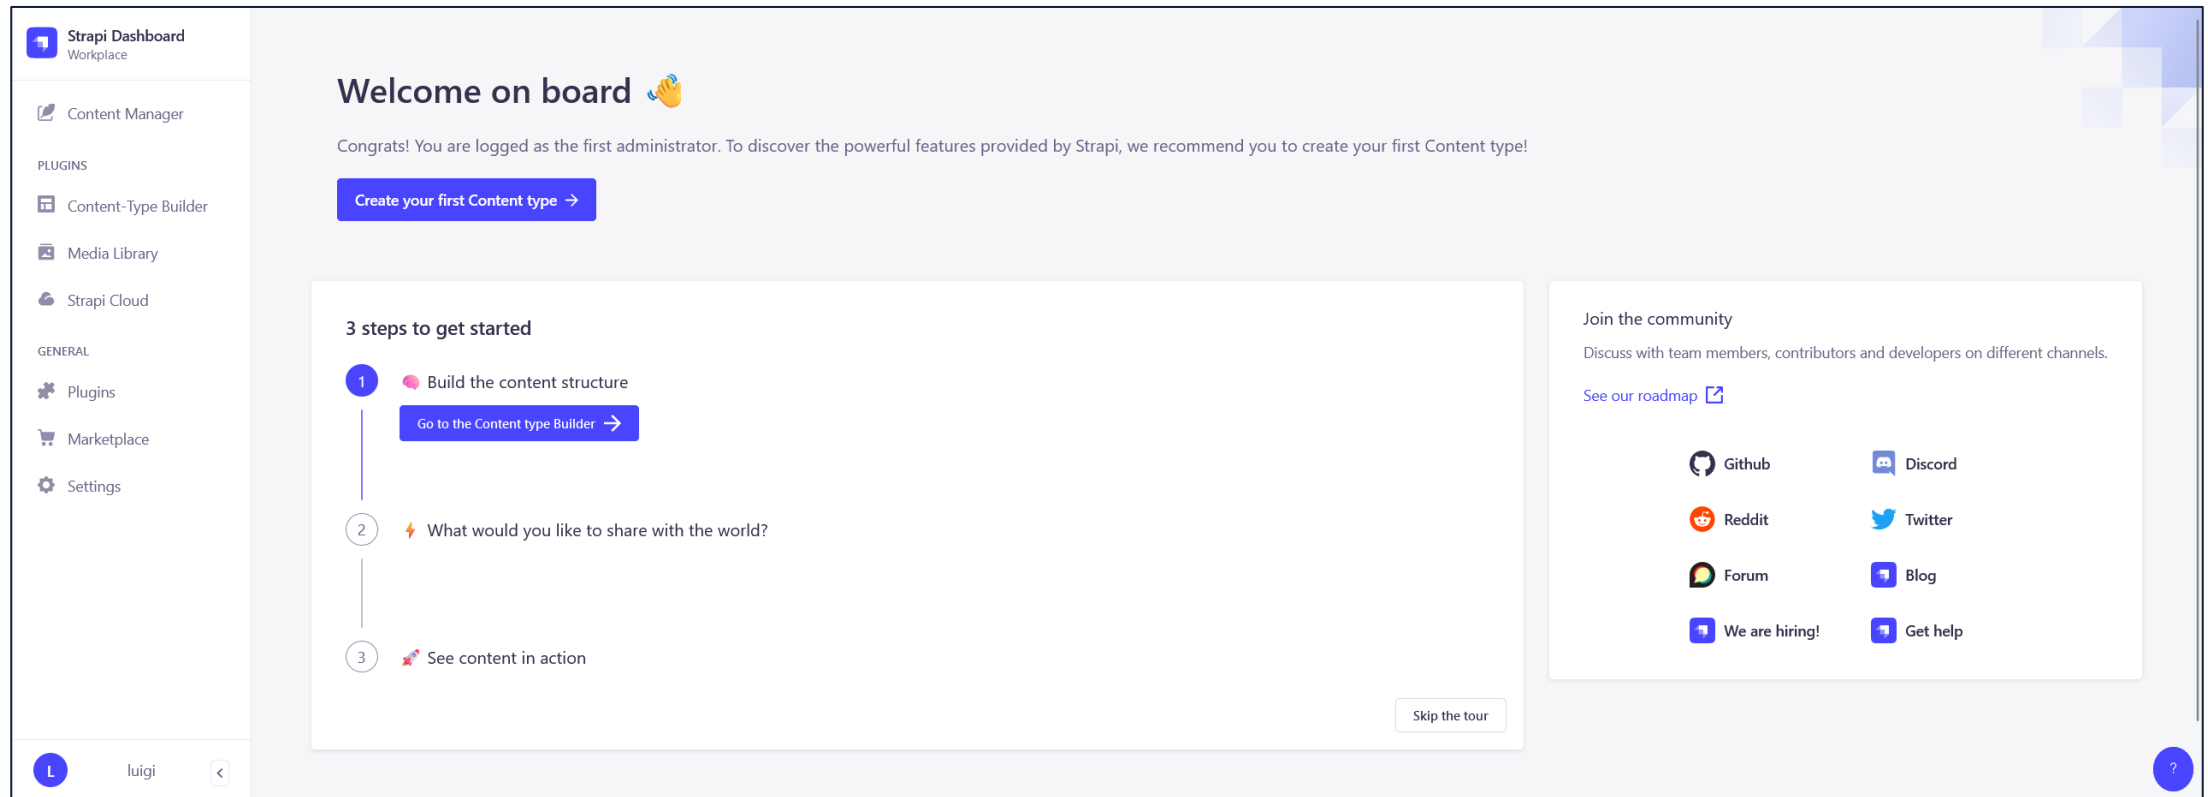 Strapi Dashboard
Workplace
Content Manager
PLUGINS
Content-Type Builder
Media Library
Strapi Cloud
GENERAL
Plugins
Marketplace
Settings
L
luigi
Welcome on board
Congrats! You are logged as the first administrator. To discover the powerful features provided by Strapi, we recommend you to create your first Content type!
Create your first Content type
3 steps to get started
1
Build the content structure
Go to the Content type Builder
2
What would you like to share with the world?
3
See content in action
Skip the tour
Join the community
Discuss with team members, contributors and developers on different channels.
See our roadmap
Github
Discord
Reddit
Twitter
Forum
Blog
We are hiring!
Get help
?